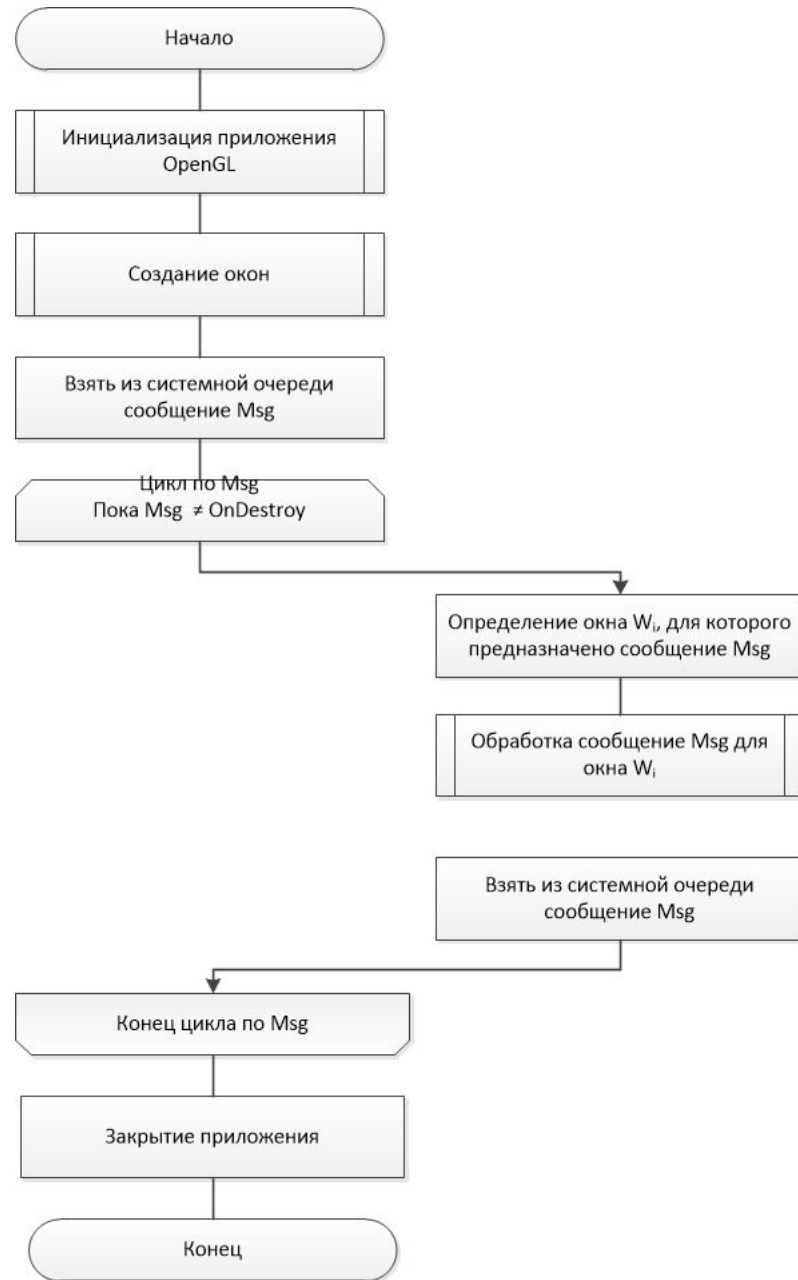 Начало
Инициализация приложения
OpenGL
Создание окон
Взять из системной очереди
сообщение Msg
Цикл по Msg
Пока Msg ≠ OnDestroy
Определение окна Wᵢ, для которого
предназначено сообщение Msg
Обработка сообщение Msg для
окна Wᵢ
Взять из системной очереди
сообщение Msg
Конец цикла по Msg
Закрытие приложения
Конец